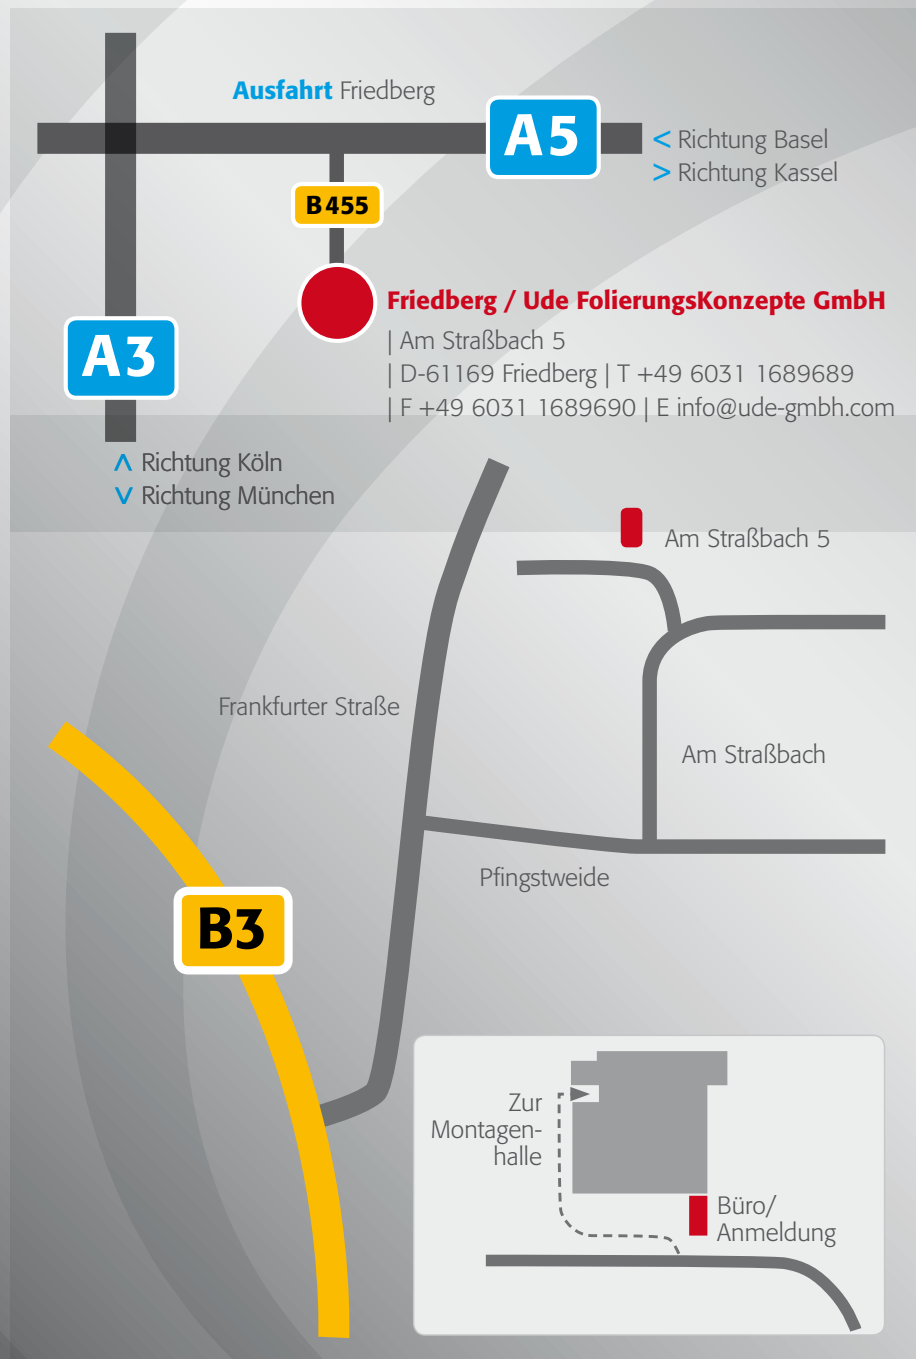 Ausfahrt Friedberg
A5
< Richtung Basel
> Richtung Kassel
B455
Friedberg / Ude FolierungsKonzepte GmbH
| Am Straßbach 5
| D-61169 Friedberg | T +49 6031 1689689
| F +49 6031 1689690 | E info@ude-gmbh.com
A3
^ Richtung Köln
v Richtung München
Am Straßbach 5
Frankfurter Straße
Am Straßbach
Pfingstweide
B3
Zur
Montagen-
halle
Büro/
Anmeldung